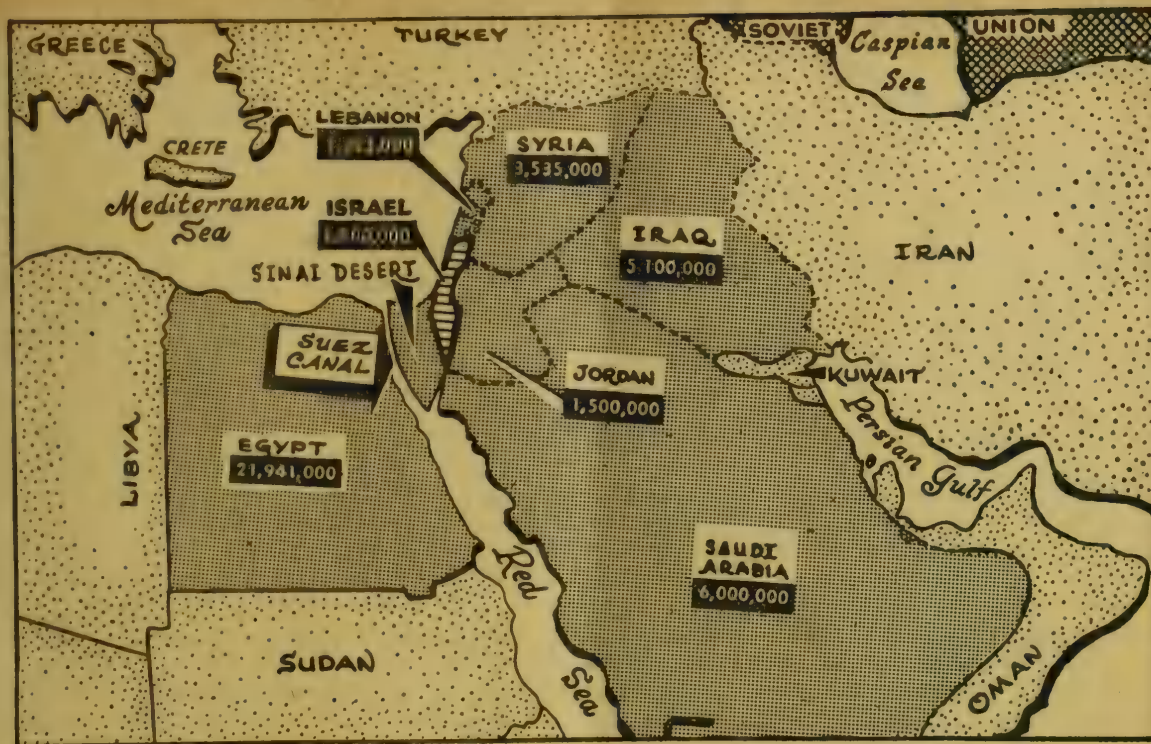 GREECE
TURKEY
SOVIET
UNION
Caspian
Sea
LEBANON
SYRIA
3,535,000
CRETE
Mediterranean
Sea
ISRAEL
IRAQ
5,100,000
IRAN
SINAI DESERT
SUEZ
CANAL
JORDAN
1,500,000
KUWAIT
Persian
Gulf
EGYPT
21,941,000
LIBYA
SAUDI
ARABIA
6,000,000
Red
Sea
SUDAN
OMAN